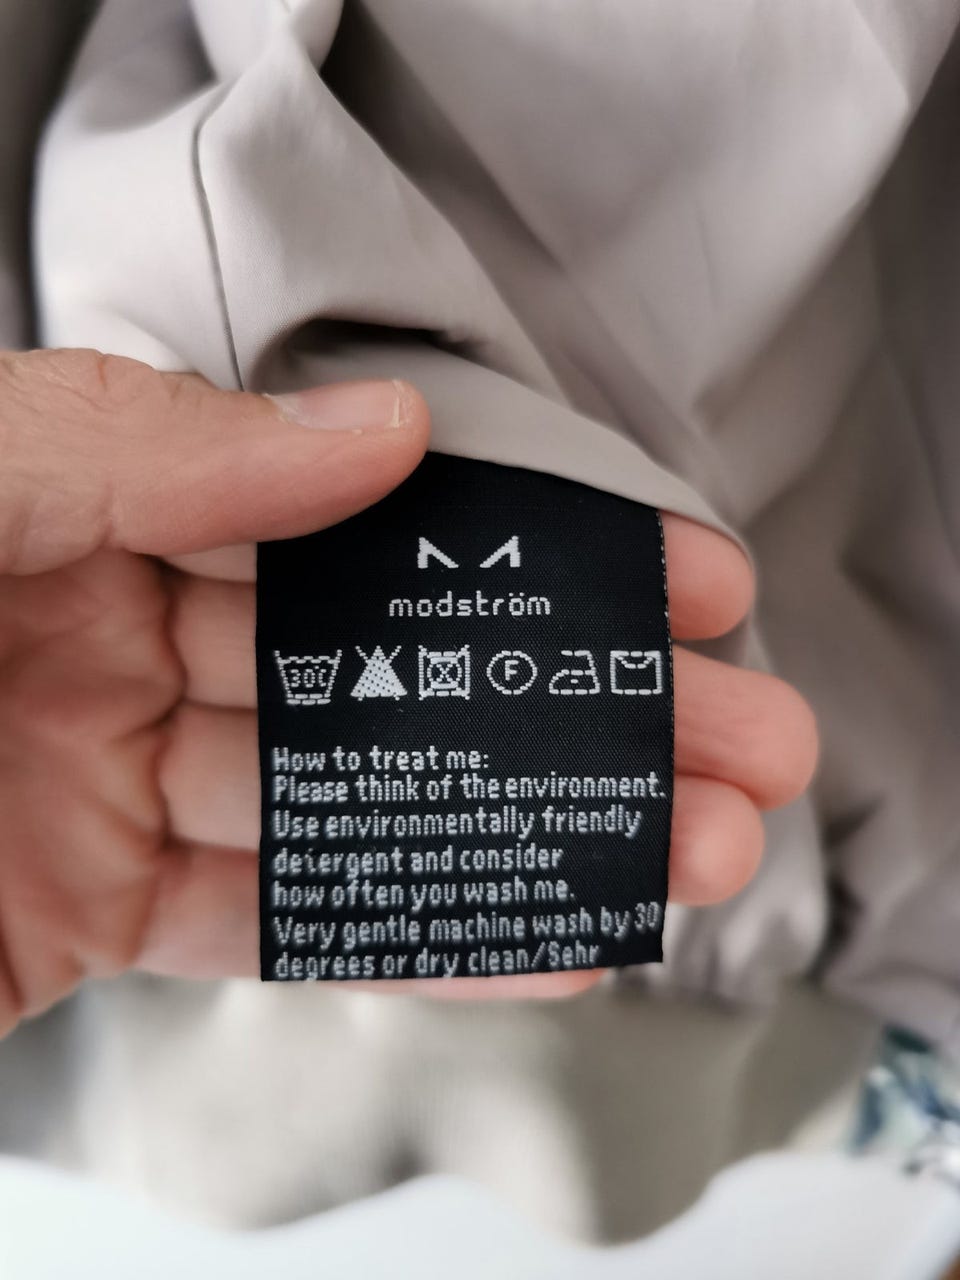 modström
30C
F
How to treat me:
Please think of the environment.
Use environmentally friendly
detergent and consider
how often you wash me.
Very gentle machine wash by 30
degrees or dry clean/Sehr